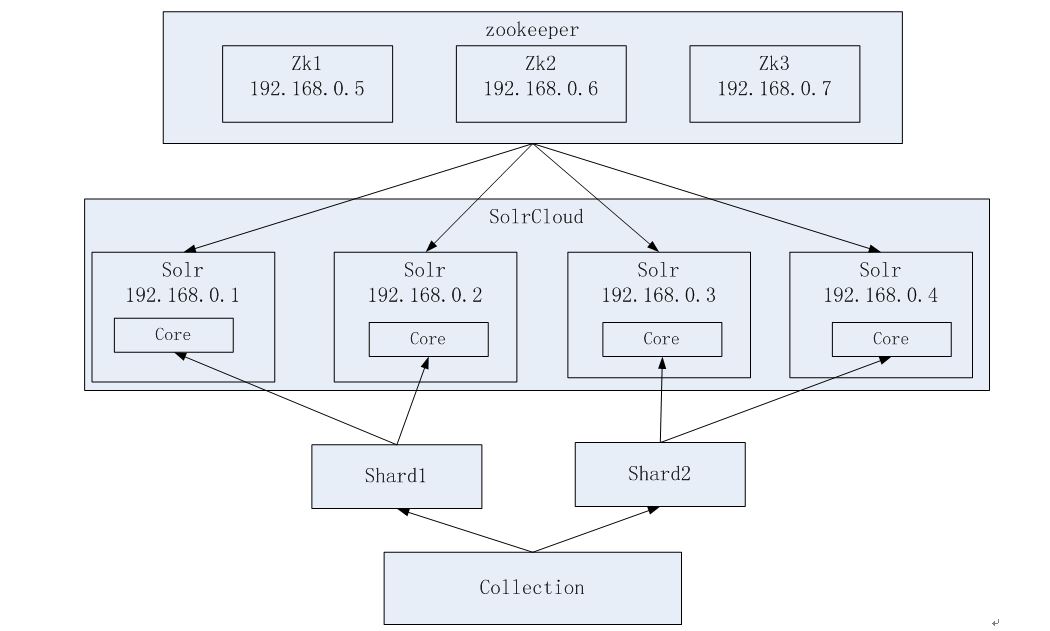 zookeeper
Zk1
192.168.0.5
Zk2
192.168.0.6
Zk3
192.168.0.7
SolrCloud
Solr
192.168.0.1
Core
Solr
192.168.0.2
Core
Solr
192.168.0.3
Core
Solr
192.168.0.4
Core
Shard1
Shard2
Collection